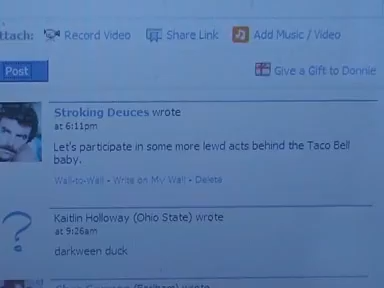 ttach: Record Video Share Link Add Music / Video
Post Give a Gift to Donnie
Stroking Deuces wrote
at 6:11pm
Let's participate in some more lewd acts behind the Taco Bell
baby.
Wall-to-Wall - Write on My Wall - Delete
Kaitlin Holloway (Ohio State) wrote
at 9:26am
darkween duck
wrote